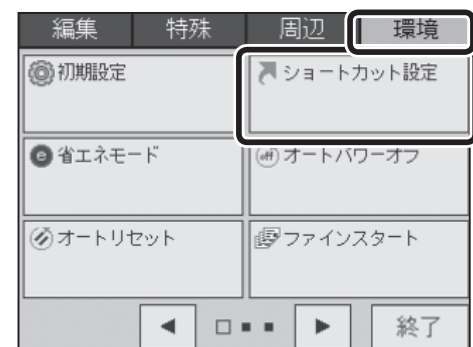 編集 特殊 周辺 環境
初期設定 ショートカット設定
e 省エネモード off オートパワーオフ
オートリセット ファインスタート
終了